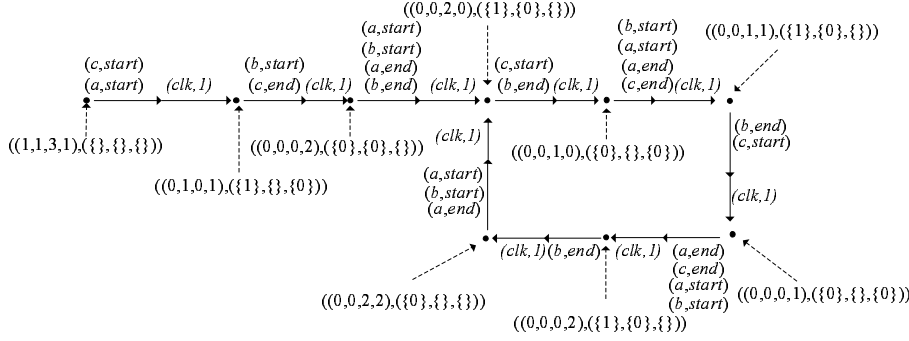 ((0,0,2,0),({1},{0},{}))
(a,start)
(b,start)
(a,end)
(b,end)
(clk,1)
(b,start)
(a,start)
(a,end)
(c,end)
(clk,1)
((0,0,1,1),({1},{0},{}))
(c,start)
(a,start)
(clk,1)
(b,start)
(c,end)
(clk,1)
(c,start)
(b,end)
(clk,1)
((1,1,3,1),({},{},{}))
((0,0,0,2),({0},{0},{}))
((0,1,0,1),({1},{},{0}))
(clk,1)
((0,0,1,0),({0},{},{0}))
(b,end)
(c,start)
(a,start)
(b,start)
(a,end)
(clk,1)
(clk,1)
(b,end)
(clk,1)
(a,end)
(c,end)
(a,start)
(b,start)
((0,0,2,2),({0},{},{}))
((0,0,0,2),({1},{0},{}))
((0,0,0,1),({0},{},{0}))